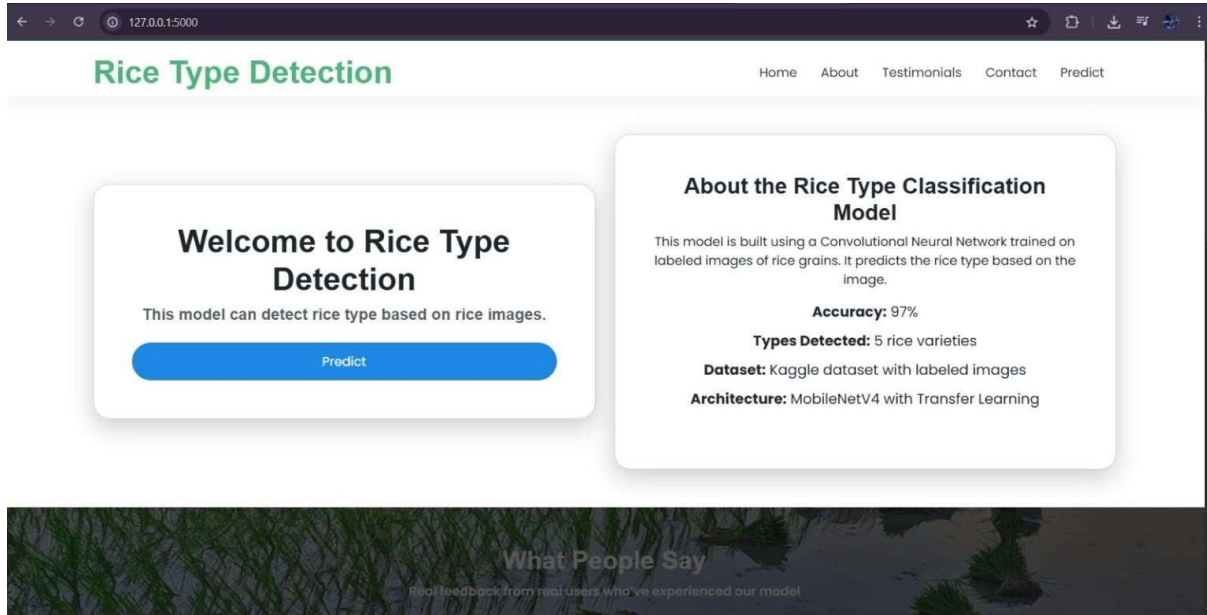 127.0.0.1:5000
Rice Type Detection
Home About Testimonials Contact Predict
Welcome to Rice Type
Detection
This model can detect rice type based on rice images.
Predict
About the Rice Type Classification
Model
This model is built using a Convolutional Neural Network trained on
labeled images of rice grains. It predicts the rice type based on the
image.
Accuracy: 97%
Types Detected: 5 rice varieties
Dataset: Kaggle dataset with labeled images
Architecture: MobileNetV4 with Transfer Learning
What People Say
Real feedback from real users who've experienced our model